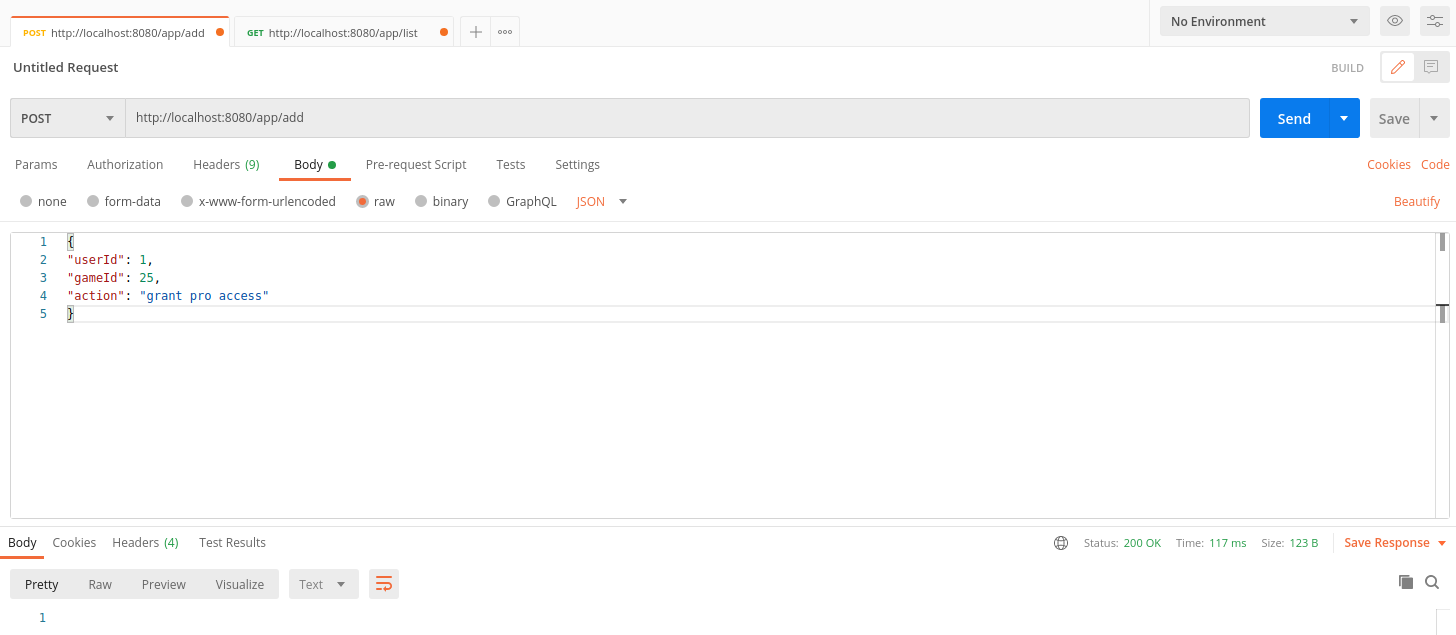 POST http://localhost:8080/app/add GET http://localhost:8080/app/list No Environment
Untitled Request BUILD
POST http://localhost:8080/app/add Send Save
Params Authorization Headers (9) Body Pre-request Script Tests Settings Cookies Code
none form-data x-www-form-urlencoded raw binary GraphQL JSON Beautify
1 {
2 "userId": 1,
3 "gameId": 25,
4 "action": "grant pro access"
5 }
Body Cookies Headers (4) Test Results Status: 200 OK Time: 117 ms Size: 123 B Save Response
Pretty Raw Preview Visualize Text
1